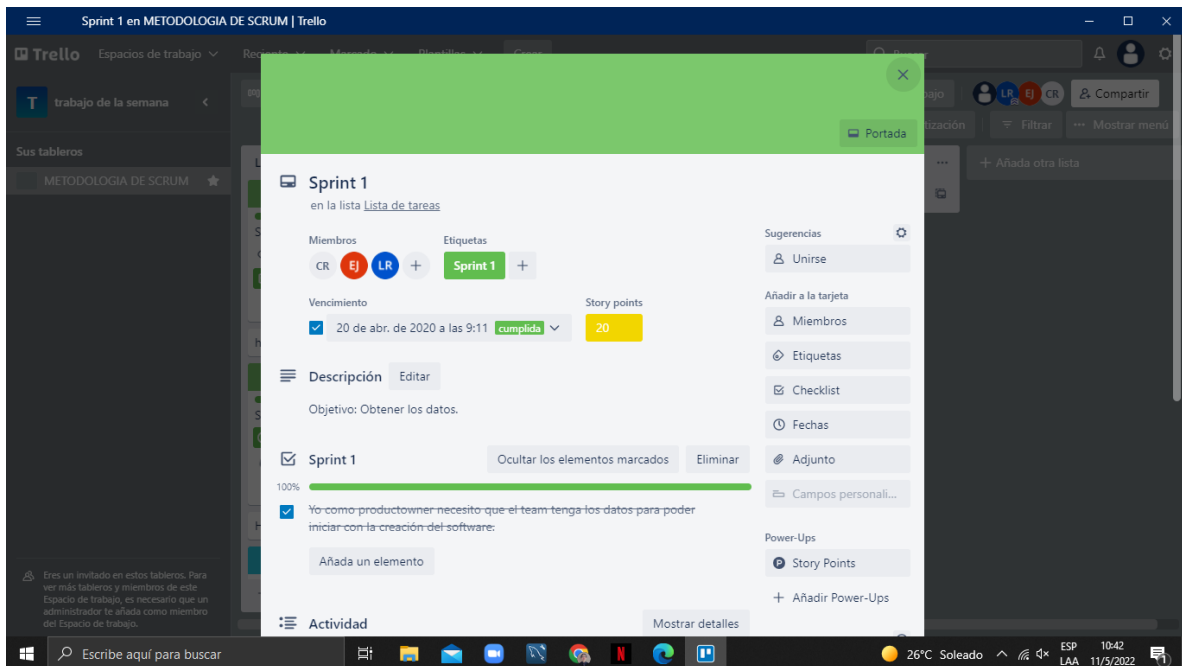 Sprint 1 en METODOLOGIA DE SCRUM | Trello
Trello
Espacios de trabajo
Creat
Buscar
T
trabajo de la semana
LR
EJ
CR
Compartir
Portada
Filtrar
Mostrar menú
Sus tableros
METODOLOGIA DE SCRUM
Añada otra lista
Sprint 1
en la lista Lista de tareas
Miembros
Etiquetas
CR
EJ
LR
Sprint 1
Vencimiento
Story points
20 de abr. de 2020 a las 9:11 cumplida
20
Descripción
Editar
Objetivo: Obtener los datos.
Sprint 1
Ocultar los elementos marcados
Eliminar
100%
Yo como productowner necesito que el team tenga los datos para poder
iniciar con la creación del software.
Añada un elemento
Actividad
Mostrar detalles
Sugerencias
Unirse
Añadir a la tarjeta
Miembros
Etiquetas
Checklist
Fechas
Adjunto
Campos personali...
Power-Ups
Story Points
+ Añadir Power-Ups
Eres un invitado en estos tableros. Para
ver más tableros y miembros de este
Espacio de trabajo, es necesario que un
administrador te añada como miembro
del Espacio de trabajo.
Escribe aquí para buscar
26°C Soleado
ESP
LAA
10:42
11/5/2022